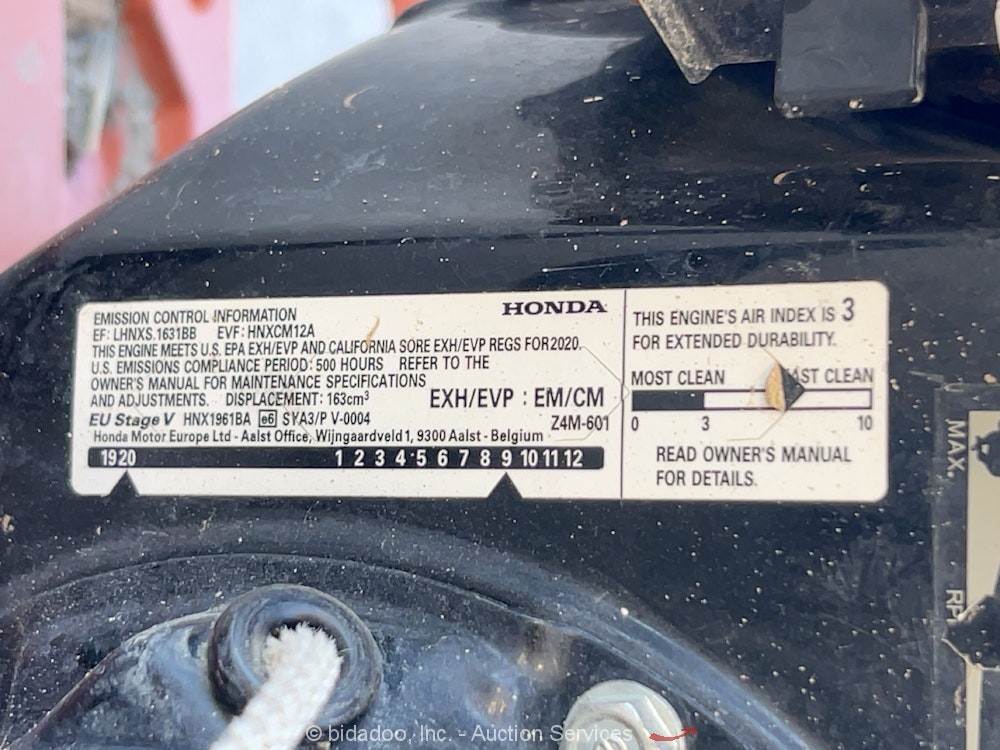 EMISSION CONTROL INFORMATION
HONDA
EF: LHNXS.1631BB EVF: HNXCM12A
THIS ENGINE MEETS U.S. EPA EXH/EVP AND CALIFORNIA SORE EXH/EVP REGS FOR 2020.
U.S. EMISSIONS COMPLIANCE PERIOD: 500 HOURS REFER TO THE
OWNER'S MANUAL FOR MAINTENANCE SPECIFICATIONS
AND ADJUSTMENTS. DISPLACEMENT: 163cm³
EXH/EVP : EM/CM
EU Stage V HNX1961BA e6 SYA3/P V-0004
Z4M-601
Honda Motor Europe Ltd - Aalst Office, Wijngaardveld 1, 9300 Aalst - Belgium
1920 1 2 3 4 5 6 7 8 9 10 11 12
THIS ENGINE'S AIR INDEX IS 3
FOR EXTENDED DURABILITY.
MOST CLEAN CLEAN
0 3 10
READ OWNER'S MANUAL
FOR DETAILS.
MAX.
© bidadoo, Inc. - Auction Services